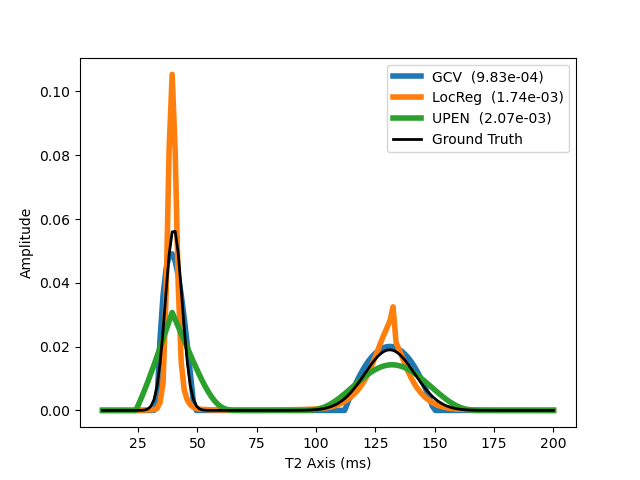 GCV (9.83e-04)
LocReg (1.74e-03)
UPEN (2.07e-03)
Ground Truth
0.10
0.08
0.06
0.04
0.02
0.00
Amplitude
25 50 75 100 125 150 175 200
T2 Axis (ms)